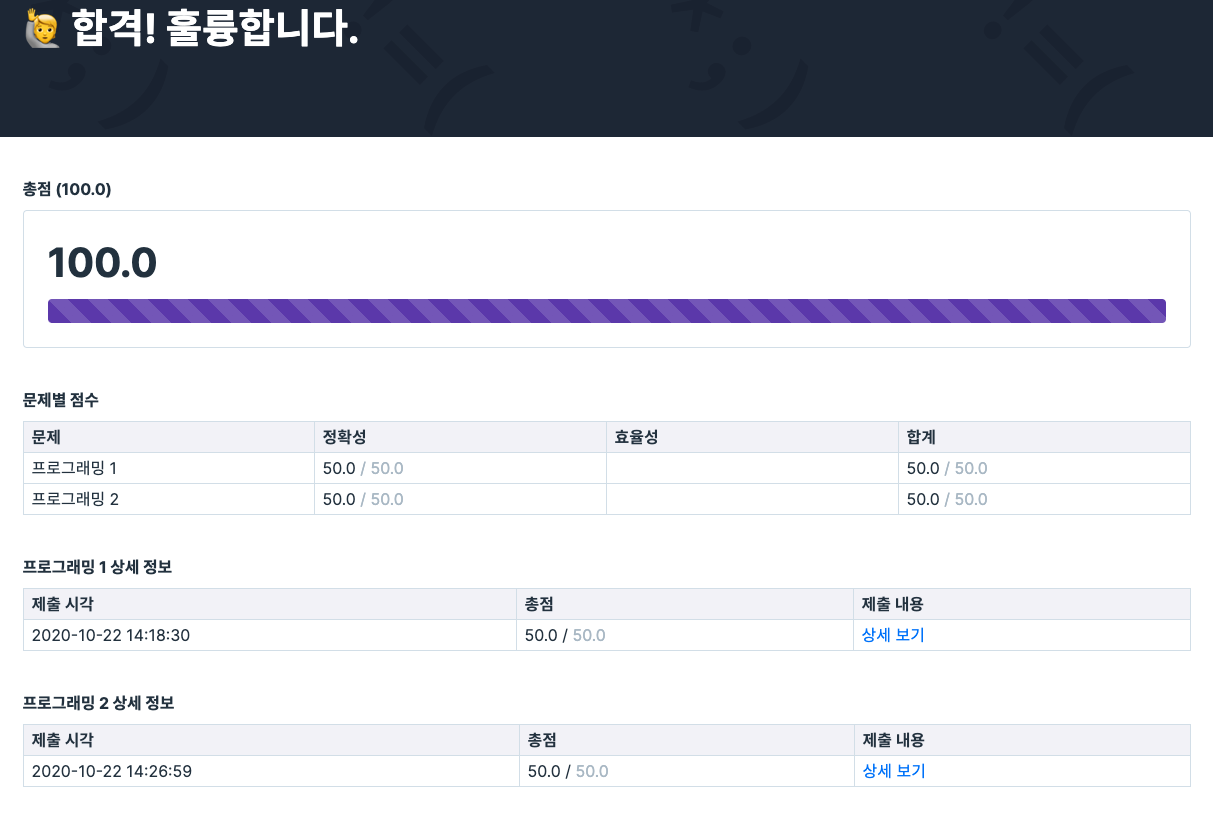 🙋 합격! 훌륭합니다.
총점 (100.0)
100.0
문제별 점수
문제 정확성 효율성 합계
프로그래밍 1 50.0 / 50.0 50.0 / 50.0
프로그래밍 2 50.0 / 50.0 50.0 / 50.0
프로그래밍 1 상세 정보
제출 시각 총점 제출 내용
2020-10-22 14:18:30 50.0 / 50.0 상세 보기
프로그래밍 2 상세 정보
제출 시각 총점 제출 내용
2020-10-22 14:26:59 50.0 / 50.0 상세 보기